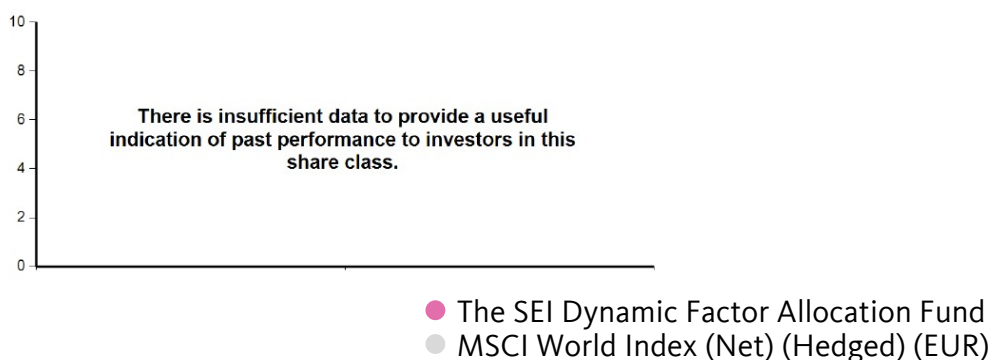 10
8
6
4
2
0
There is insufficient data to provide a useful
indication of past performance to investors in this
share class.
The SEI Dynamic Factor Allocation Fund
MSCI World Index (Net) (Hedged) (EUR)